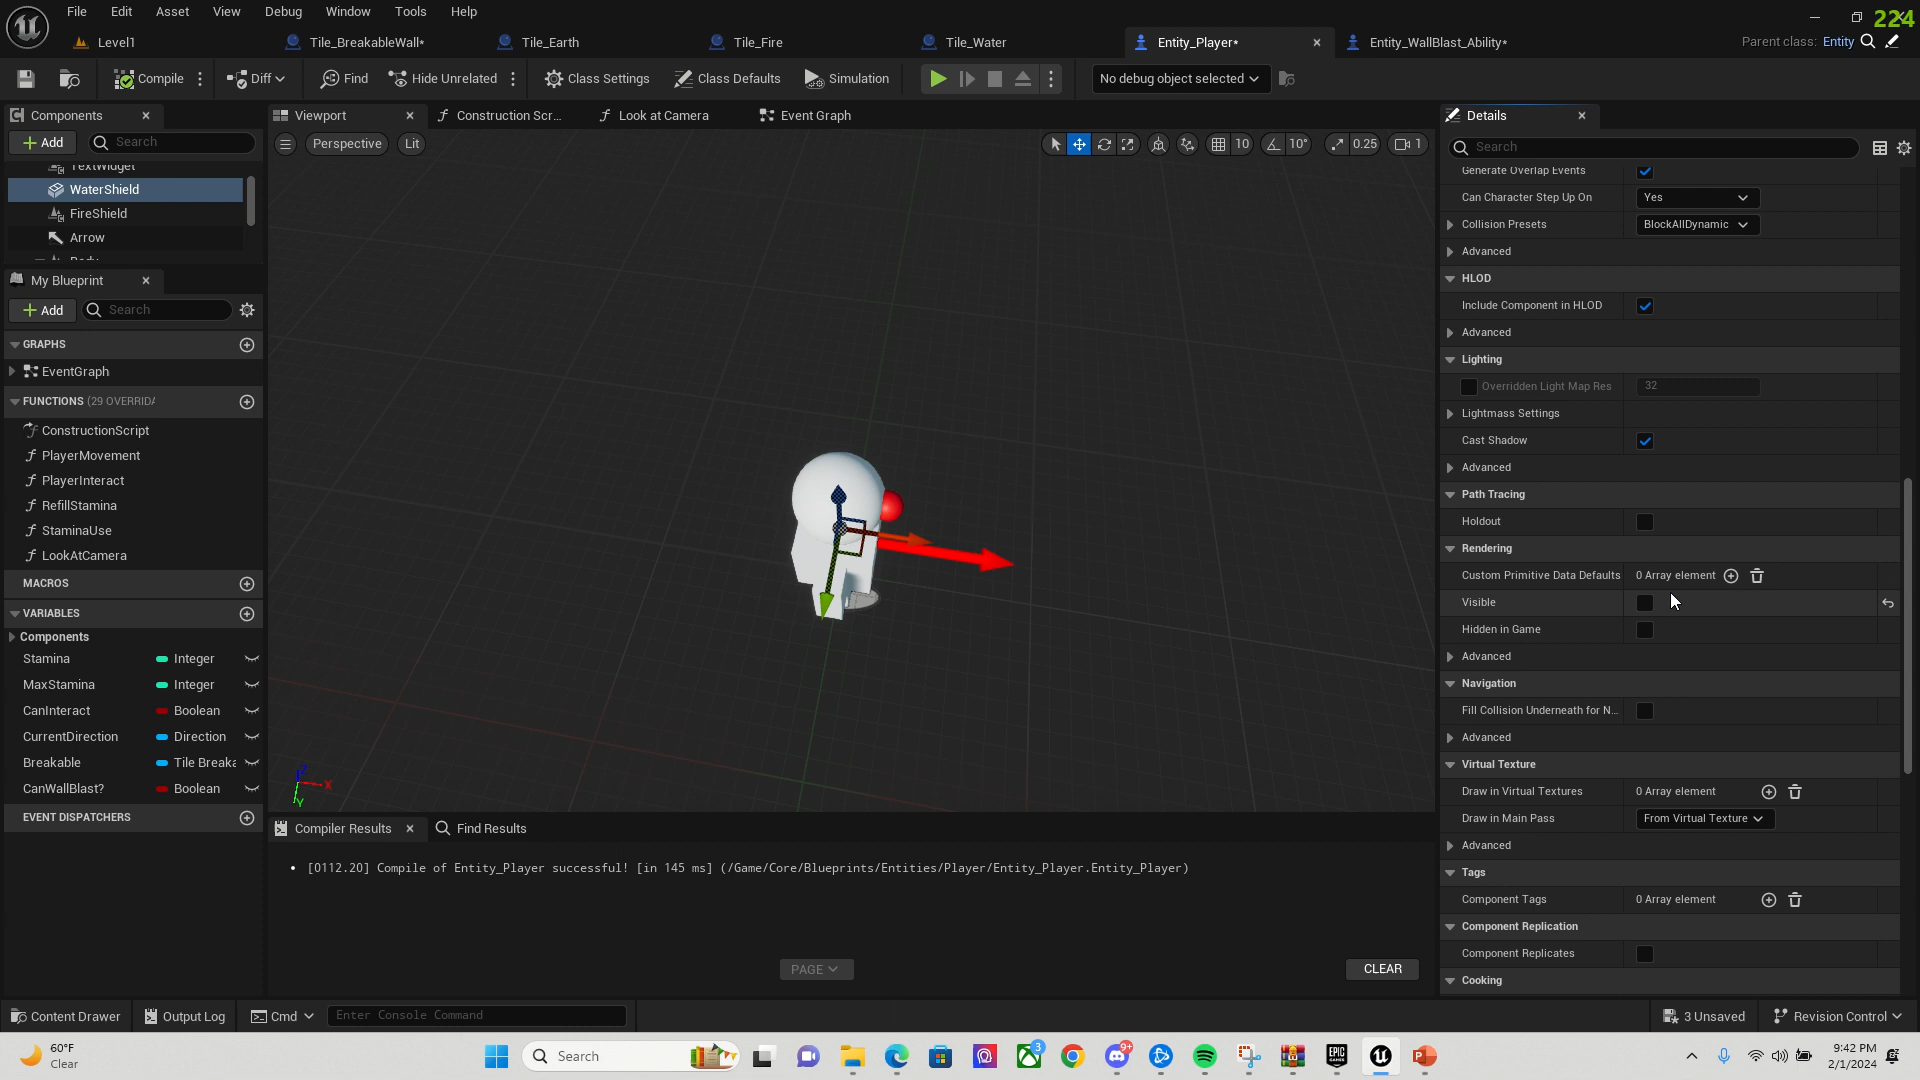 File Edit Asset View Debug Window Tools Help
224
Level1 Tile_BreakableWall* Tile_Earth Tile_Fire Tile_Water Entity_Player* Entity_WallBlast_Ability* Parent class: Entity
Compile Diff Find Hide Unrelated Class Settings Class Defaults Simulation No debug object selected
Components
Add Search
TextWidget
WaterShield
FireShield
Arrow
My Blueprint
Add Search
GRAPHS
EventGraph
FUNCTIONS (29 OVERRIDA
ConstructionScript
PlayerMovement
PlayerInteract
RefillStamina
StaminaUse
LookAtCamera
MACROS
VARIABLES
Components
Stamina Integer
MaxStamina Integer
CanInteract Boolean
CurrentDirection Direction
Breakable Tile Breaka
CanWallBlast? Boolean
EVENT DISPATCHERS
Viewport Construction Scr... Look at Camera Event Graph
Perspective Lit 10 10° 0.25 1
Z
X
Y
Compiler Results Find Results
• [0112.20] Compile of Entity_Player successful! [in 145 ms] (/Game/Core/Blueprints/Entities/Player/Entity_Player.Entity_Player)
PAGE CLEAR
Details
Search
Generate Overlap Events
Can Character Step Up On Yes
Collision Presets BlockAllDynamic
Advanced
HLOD
Include Component in HLOD
Advanced
Lighting
Overridden Light Map Res 32
Lightmass Settings
Cast Shadow
Advanced
Path Tracing
Holdout
Rendering
Custom Primitive Data Defaults 0 Array element
Visible
Hidden in Game
Advanced
Navigation
Fill Collision Underneath for N...
Advanced
Virtual Texture
Draw in Virtual Textures 0 Array element
Draw in Main Pass From Virtual Texture
Advanced
Tags
Component Tags 0 Array element
Component Replication
Component Replicates
Cooking
Content Drawer Output Log Cmd Enter Console Command 3 Unsaved Revision Control
60°F
Clear
Search
3
9+
EPIC GAMES
9:42 PM
2/1/2024